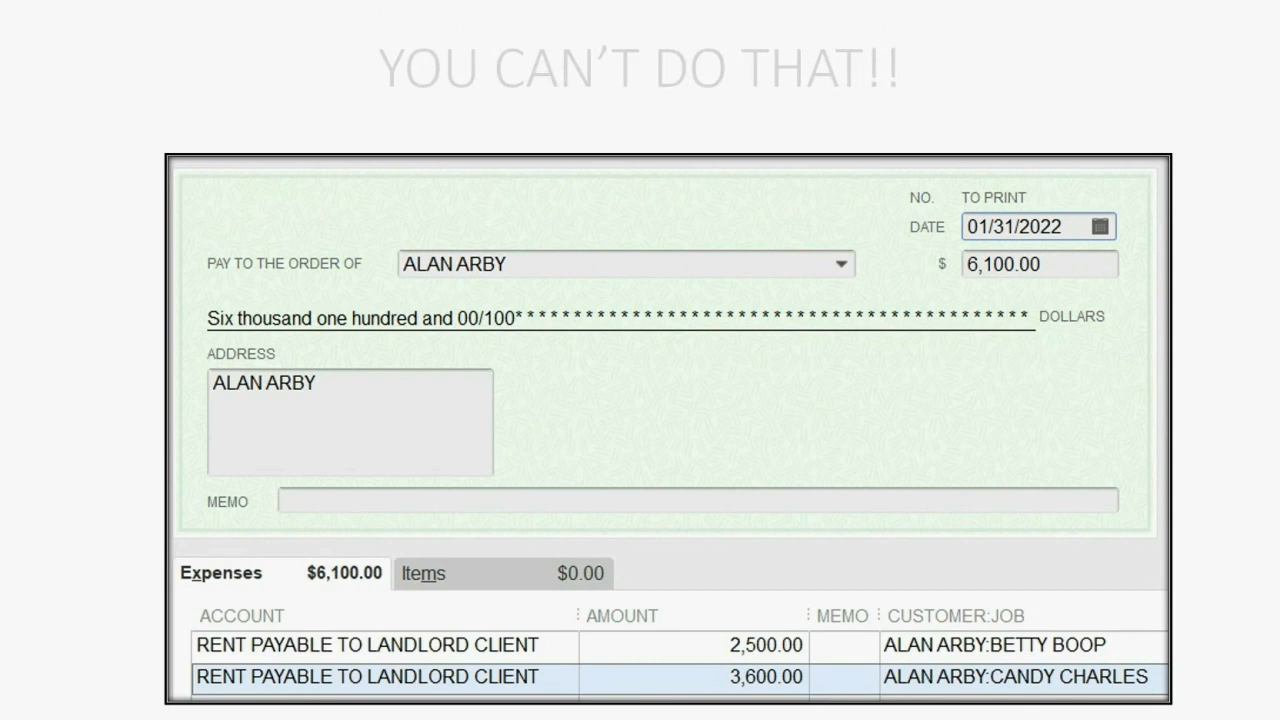 YOU CAN'T DO THAT!!
NO. TO PRINT
DATE 01/31/2022
PAY TO THE ORDER OF ALAN ARBY $ 6,100.00
Six thousand one hundred and 00/100* * * * * * * * * * * * * * * * * * * * * * * * * * * * * * * * * * * * * * * * * * * DOLLARS
ADDRESS
ALAN ARBY
MEMO
Expenses $6,100.00 Items $0.00
ACCOUNT AMOUNT MEMO CUSTOMER:JOB
RENT PAYABLE TO LANDLORD CLIENT 2,500.00 ALAN ARBY:BETTY BOOP
RENT PAYABLE TO LANDLORD CLIENT 3,600.00 ALAN ARBY:CANDY CHARLES